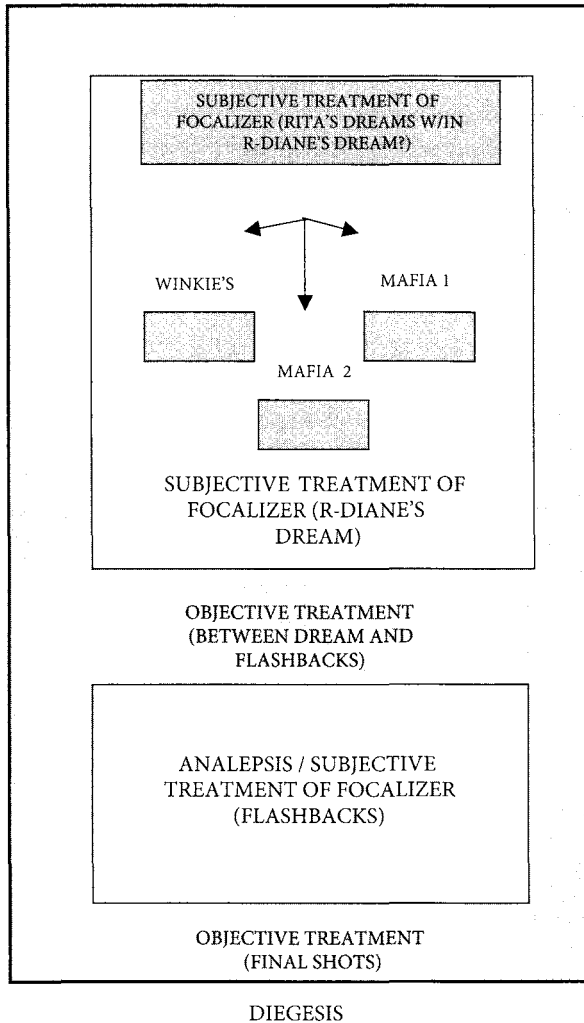 SUBJECTIVE TREATMENT OF
FOCALIZER (RITA'S DREAMS W/IN
R-DIANE'S DREAM?)
WINKIE'S
MAFIA 1
MAFIA 2
SUBJECTIVE TREATMENT OF
FOCALIZER (R-DIANE'S
DREAM)
OBJECTIVE TREATMENT
(BETWEEN DREAM AND
FLASHBACKS)
ANALEPSIS / SUBJECTIVE
TREATMENT OF FOCALIZER
(FLASHBACKS)
OBJECTIVE TREATMENT
(FINAL SHOTS)
DIEGESIS